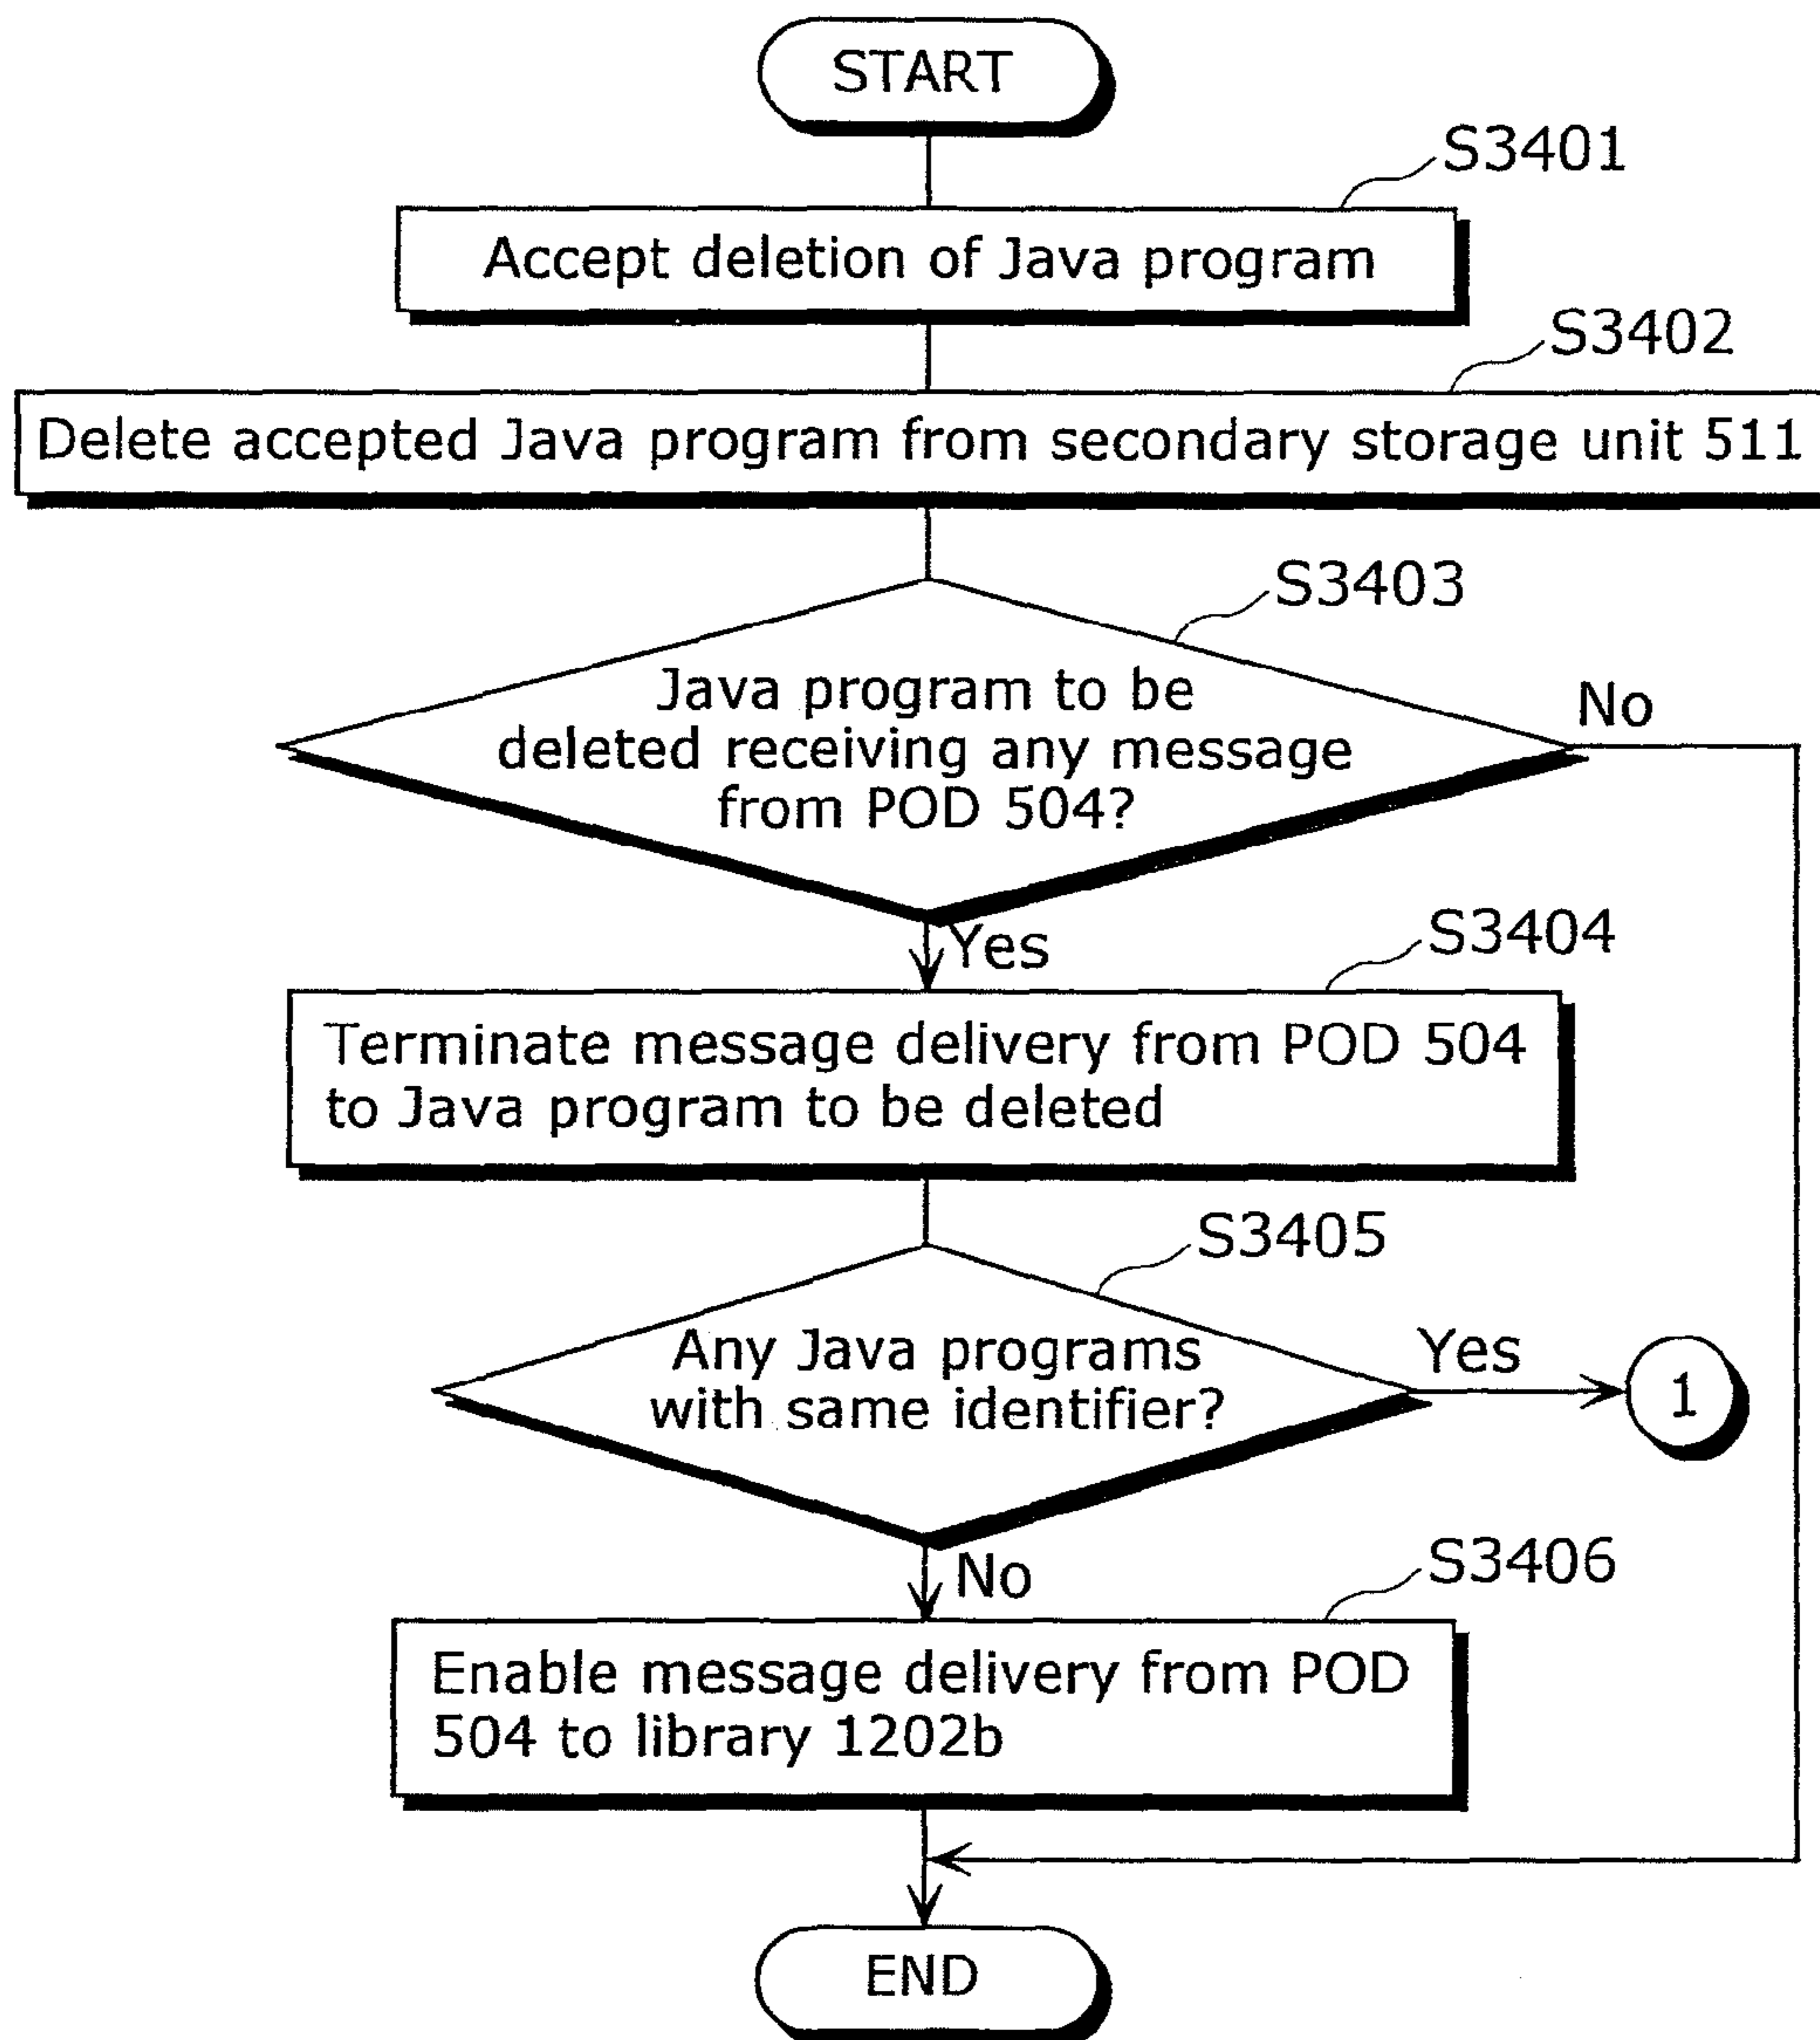 START
S3401
Accept deletion of Java program
S3402
Delete accepted Java program from secondary storage unit 511
S3403
Java program to be
deleted receiving any message
from POD 504?
No
Yes
S3404
Terminate message delivery from POD 504
to Java program to be deleted
S3405
Any Java programs
with same identifier?
Yes
1
No
S3406
Enable message delivery from POD
504 to library 1202b
END